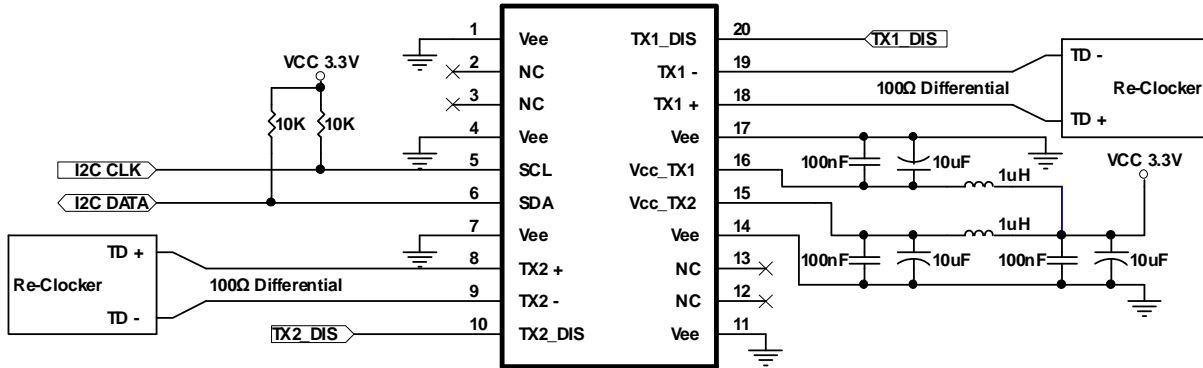 1 Vee TX1_DIS 20 TX1_DIS
2 NC TX1 - 19 TD -
VCC 3.3V
3 NC TX1 + 18 100Ω Differential Re-Clocker
10K 10K TD +
4 Vee Vee 17
I2C CLK 5 SCL Vcc_TX1 16 100nF 10uF VCC 3.3V
1uH
I2C DATA 6 SDA Vcc_TX2 15
7 Vee Vee 14 1uH
TD + 8 TX2 + NC 13 100nF 10uF 100nF 10uF
Re-Clocker 100Ω Differential
9 TX2 - NC 12
TD -
TX2_DIS 10 TX2_DIS Vee 11